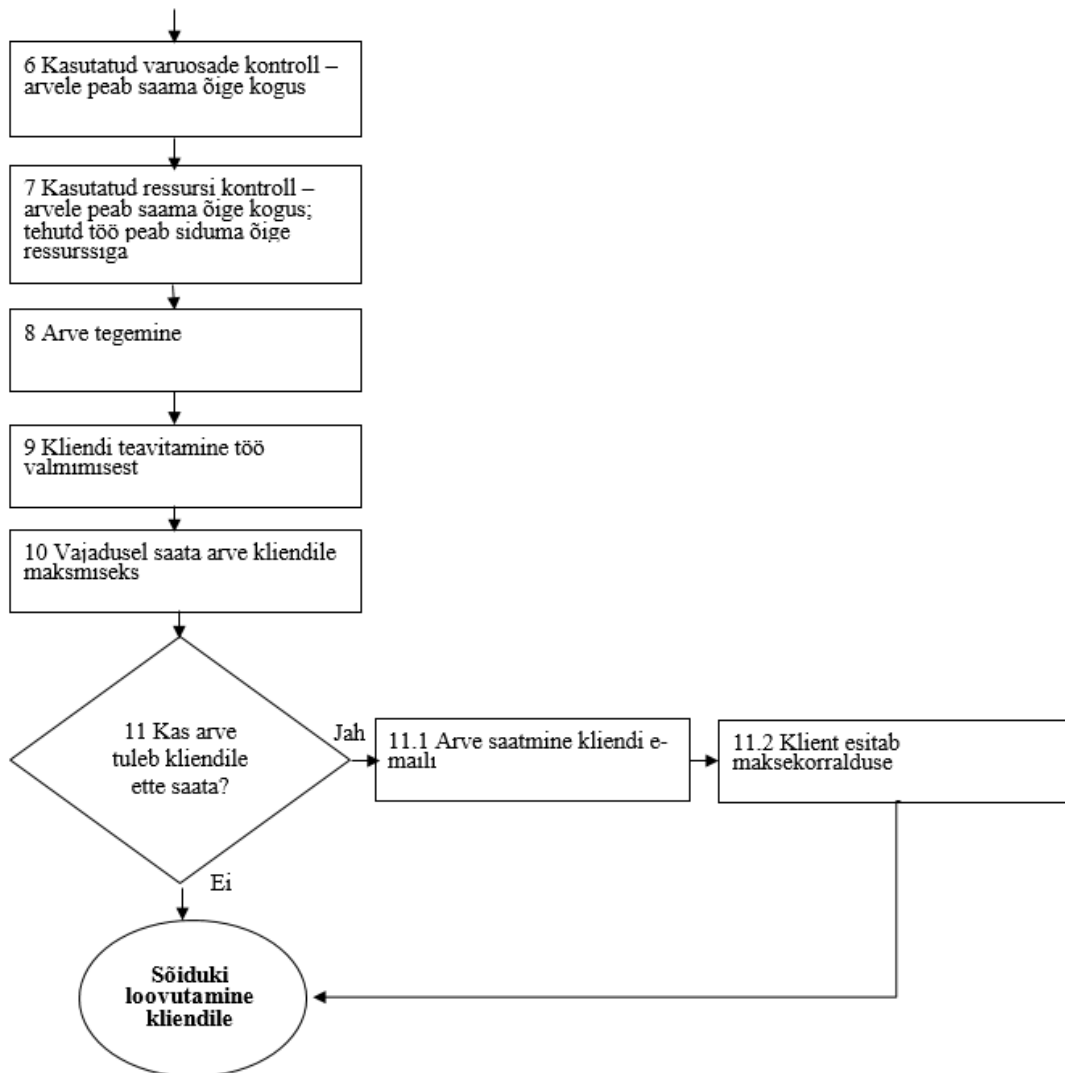 6 Kasutatud varuosade kontroll –
arvele peab saama õige kogus
7 Kasutatud ressursi kontroll –
arvele peab saama õige kogus;
tehutd töö peab siduma õige
ressurssiga
8 Arve tegemine
9 Kliendi teavitamine töö
valmimisest
10 Vajadusel saata arve kliendile
maksmiseks
11 Kas arve
tuleb kliendile
ette saata?
Jah
11.1 Arve saatmine kliendi e-
maili
11.2 Klient esitab
maksekorralduse
Ei
Sõiduki
loovutamine
kliendile